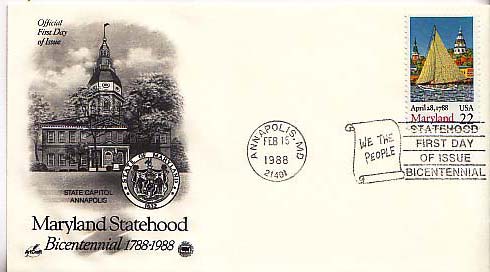 Official
First Day
of Issue
STATE CAPITOL
ANNAPOLIS
Maryland Statehood
Bicentennial 1788-1988
ArtCraft
April 28, 1788 USA
Maryland 22
ANNAPOLIS, MD
FEB 15
1988
21401
WE THE
PEOPLE
STATEHOOD
FIRST DAY
OF ISSUE
BICENTENNIAL